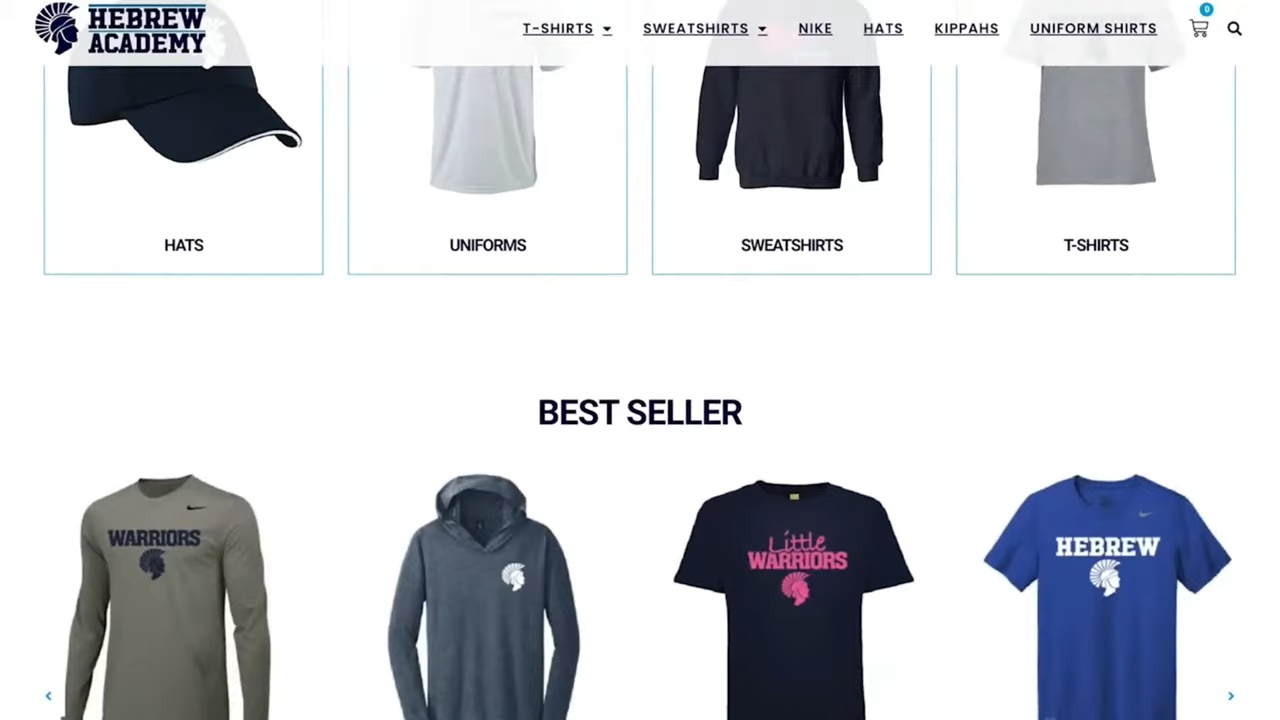 HEBREW
ACADEMY
T-SHIRTS
SWEATSHIRTS
NIKE
HATS
KIPPAHS
UNIFORM SHIRTS
0
HATS
UNIFORMS
SWEATSHIRTS
T-SHIRTS
BEST SELLER
WARRIORS
Little
WARRIORS
HEBREW